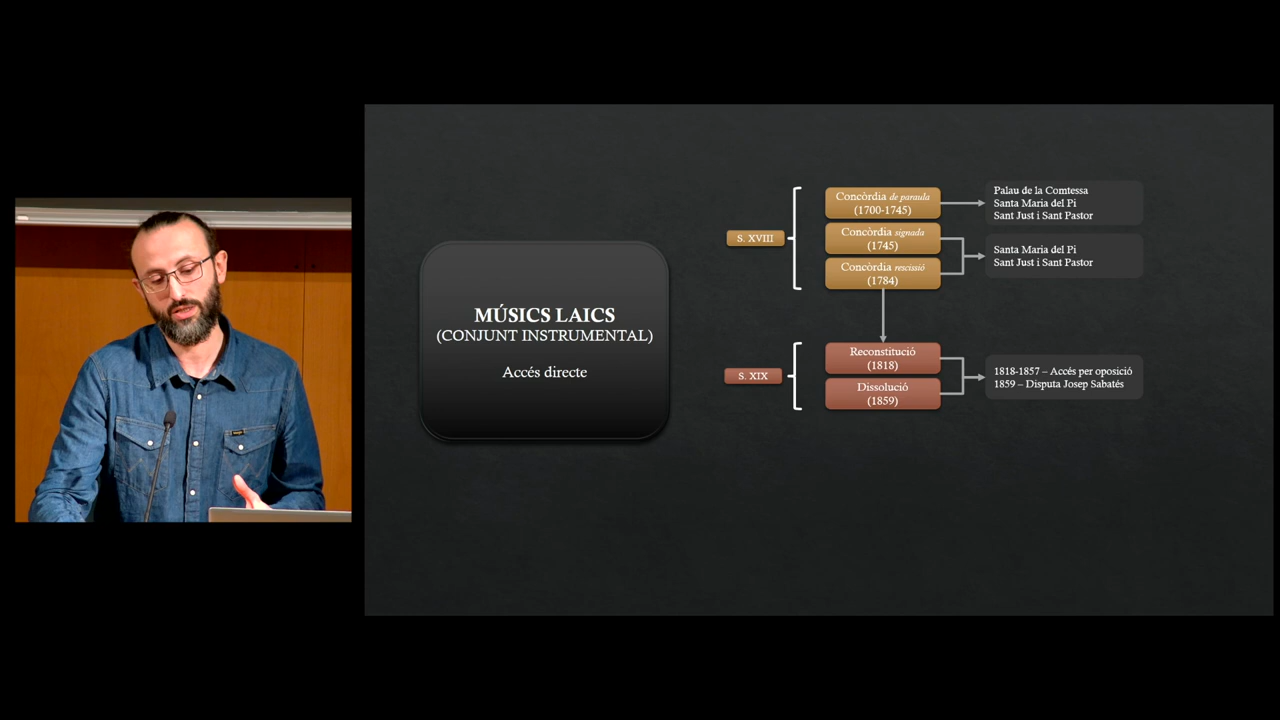 MÚSICS LAICS
(CONJUNT INSTRUMENTAL)
Accés directe
S. XVIII
Concòrdia de paraula
(1700-1745)
Concòrdia signada
(1745)
Concòrdia rescissió
(1784)
Palau de la Comtessa
Santa Maria del Pi
Sant Just i Sant Pastor
Santa Maria del Pi
Sant Just i Sant Pastor
S. XIX
Reconstitució
(1818)
Dissolució
(1859)
1818-1857 – Accés per oposició
1859 – Disputa Josep Sabatés